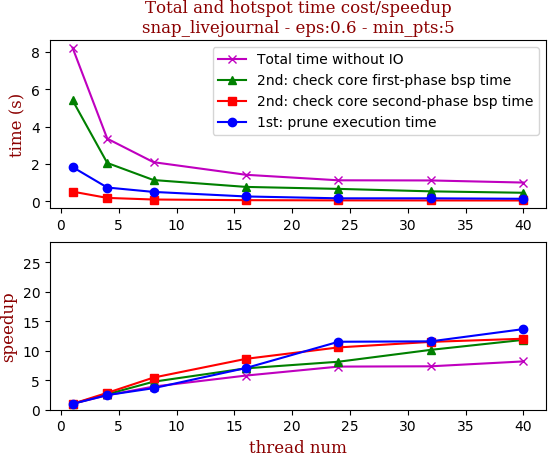 Total and hotspot time cost/speedup
snap_livejournal - eps:0.6 - min_pts:5
time (s)
8
6
4
2
0
Total time without IO
2nd: check core first-phase bsp time
2nd: check core second-phase bsp time
1st: prune execution time
0 5 10 15 20 25 30 35 40
speedup
25
20
15
10
5
0
0 5 10 15 20 25 30 35 40
thread num